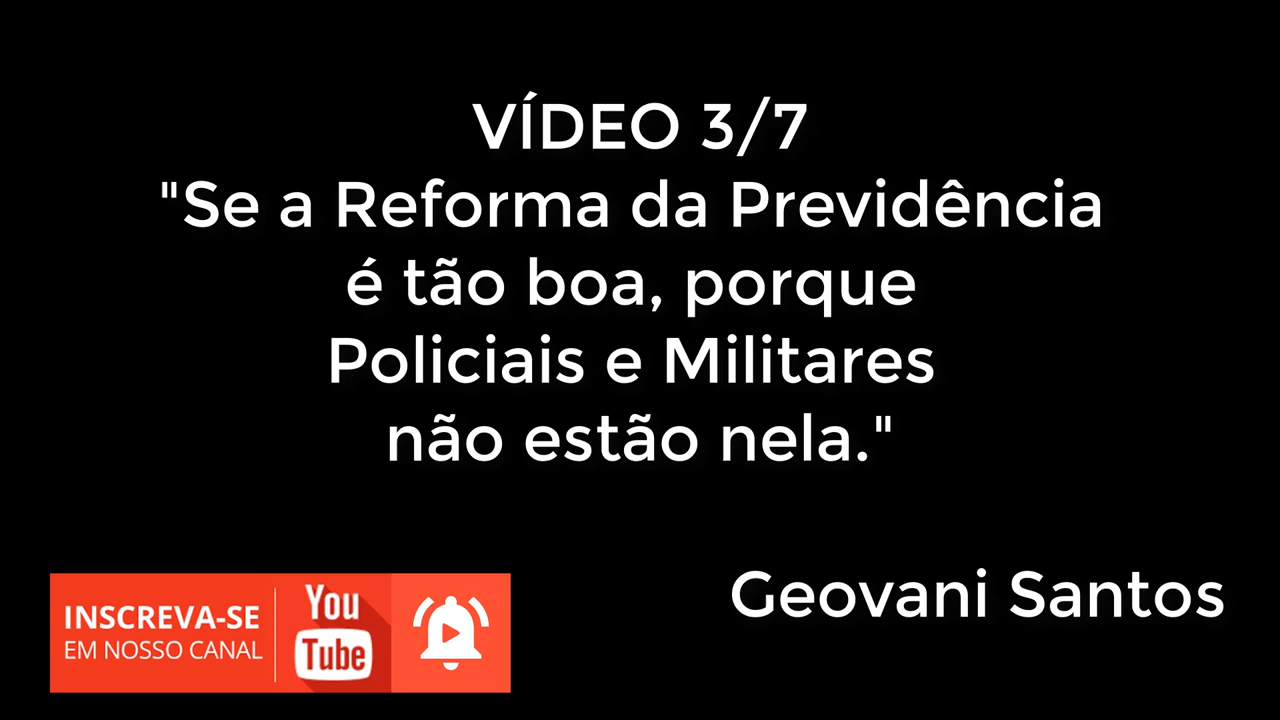 VÍDEO 3/7
"Se a Reforma da Previdência
é tão boa, porque
Policiais e Militares
não estão nela."
Geovani Santos
INSCREVA-SE
EM NOSSO CANAL
You
Tube